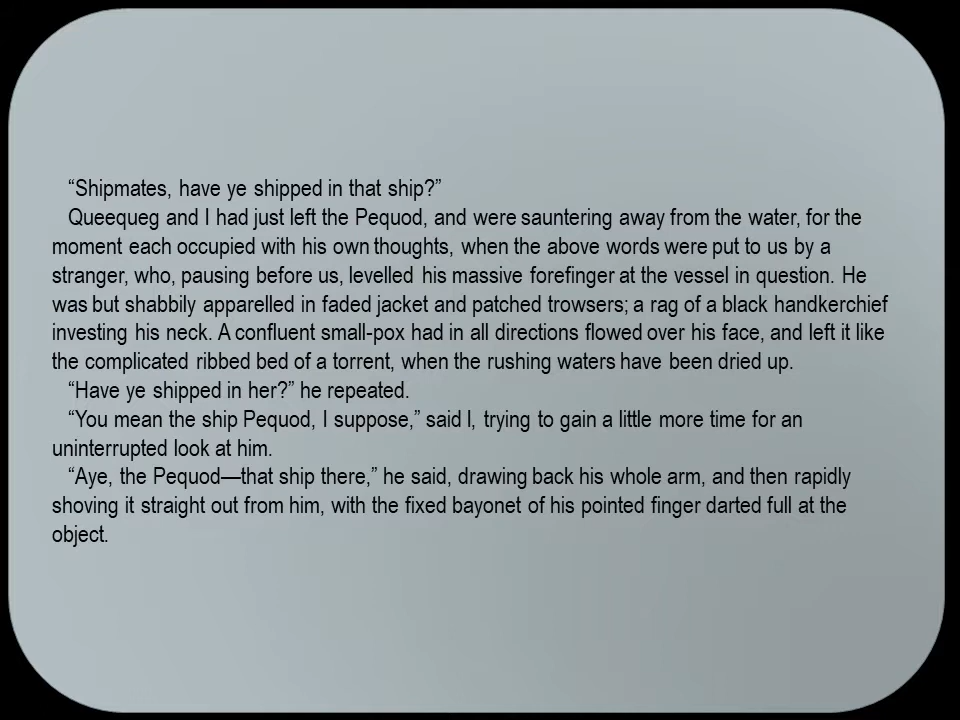 “Shipmates, have ye shipped in that ship?”
Queequeg and I had just left the Pequod, and were sauntering away from the water, for the
moment each occupied with his own thoughts, when the above words were put to us by a
stranger, who, pausing before us, levelled his massive forefinger at the vessel in question. He
was but shabbily apparelled in faded jacket and patched trowsers; a rag of a black handkerchief
investing his neck. A confluent small-pox had in all directions flowed over his face, and left it like
the complicated ribbed bed of a torrent, when the rushing waters have been dried up.
“Have ye shipped in her?” he repeated.
“You mean the ship Pequod, I suppose,” said I, trying to gain a little more time for an
uninterrupted look at him.
“Aye, the Pequod—that ship there,” he said, drawing back his whole arm, and then rapidly
shoving it straight out from him, with the fixed bayonet of his pointed finger darted full at the
object.